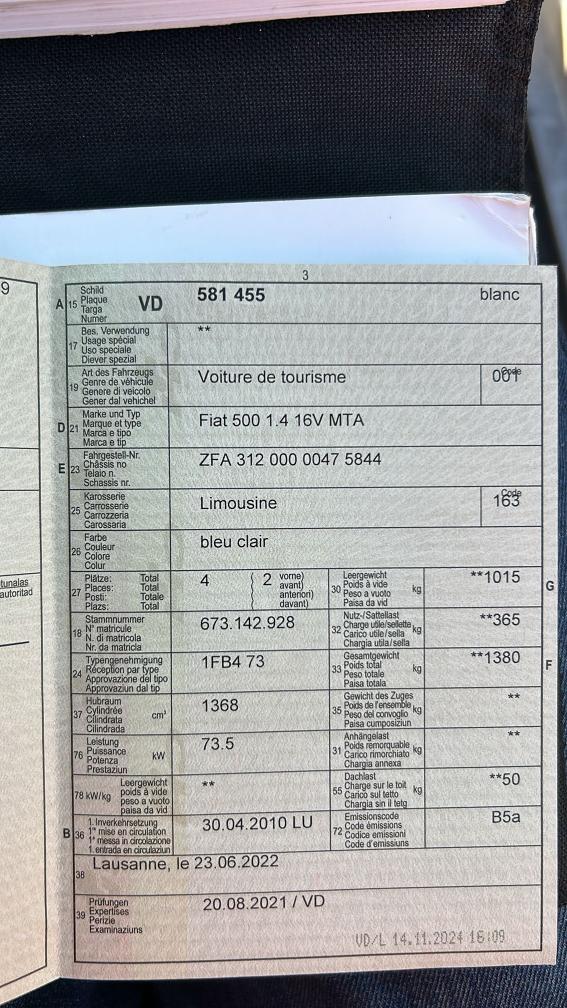 9
3
A 15 Schild
Plaque
Targa
Numer
VD 581 455 blanc
17 Bes. Verwendung
Usage spécial
Uso speciale
Diever spezial
**
19 Art des Fahrzeugs
Genre de véhicule
Genere di veicolo
Gener dal vehichel
Voiture de tourisme
Code
001
D 21 Marke und Typ
Marque et type
Marca e tipo
Marca e tip
Fiat 500 1.4 16V MTA
E 23 Fahrgestell-Nr.
Châssis no
Telaio n.
Schassis nr.
ZFA 312 000 0047 5844
25 Karosserie
Carrosserie
Carrozzeria
Carossaria
Limousine
Code
163
26 Farbe
Couleur
Colore
Colur
bleu clair
27 Plätze: Total
Places: Total
Posti: Totale
Plazs: Total
4 2 vorne)
avant)
anteriori)
davant)
30 Leergewicht
Poids à vide
Peso a vuoto
Paisa da vid
kg
**1015
G
18 Stammnummer
N° matricule
N. di matricola
Nr. da matricla
673.142.928
32 Nutz-/Sattellast
Charge utile/sellette
Carico utile/sella
Chargia utila/sella
kg
**365
24 Typengenehmigung
Réception par type
Approvazione del tipo
Approvaziun dal tip
1FB4 73
33 Gesamtgewicht
Poids total
Peso totale
Paisa totala
kg
**1380
F
37 Hubraum
Cylindrée
Cilindrata
Cilindrada
cm³
1368
35 Gewicht des Zuges
Poids de l'ensemble
Peso del convoglio
Paisa cumposiziun
kg
**
76 Leistung
Puissance
Potenza
Prestaziun
kW
73.5
31 Anhängelast
Poids remorquable
Carico rimorchiato
Chargia annexa
kg
**
78 kW/kg Leergewicht
poids à vide
peso a vuoto
paisa da vid
**
55 Dachlast
Charge sur le toit
Carico sul tetto
Chargia sin il tetg
kg
**50
B 36 1. Inverkehrsetzung
1re mise en circulation
1a messa in circolazione
1. entrada en circulaziun
30.04.2010 LU
72 Emissionscode
Code émissions
Codice emissioni
Code d'emissiuns
B5a
38 Lausanne, le 23.06.2022
39 Prüfungen
Expertises
Perizie
Examinaziuns
20.08.2021 / VD
VD/L 14.11.2024 16:09
autoritad